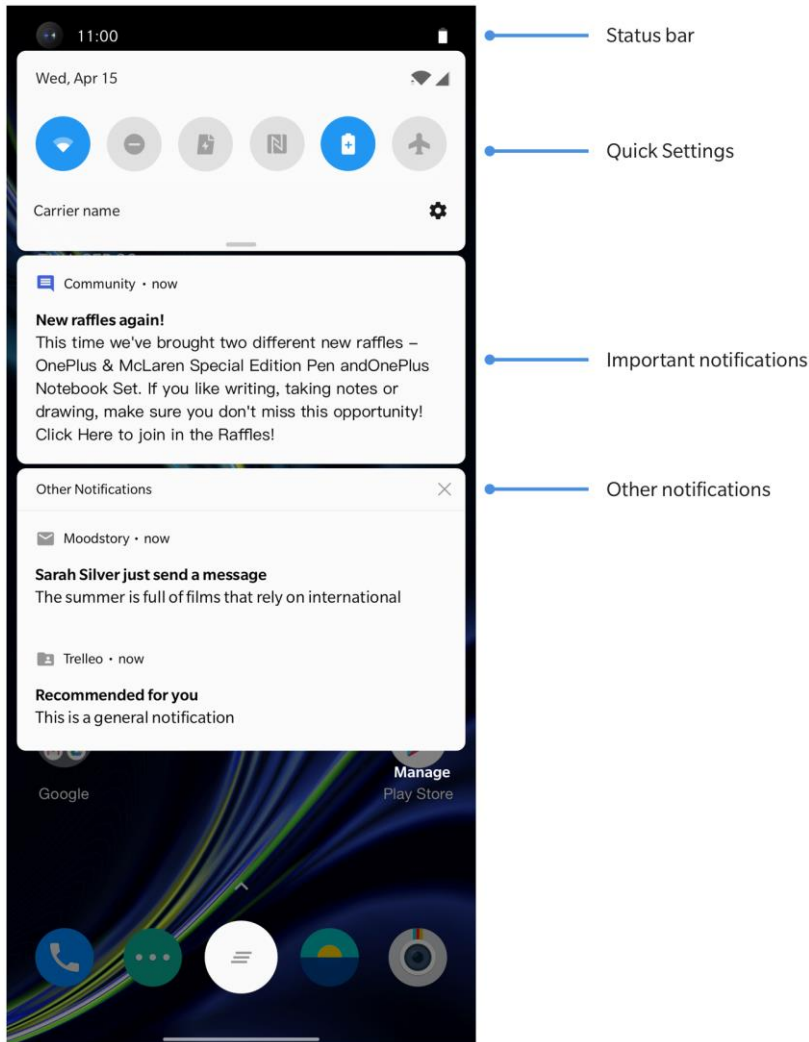 11:00
Status bar
Wed, Apr 15
Quick Settings
Carrier name
Community • now
New raffles again!
This time we've brought two different new raffles –
OnePlus & McLaren Special Edition Pen andOnePlus
Notebook Set. If you like writing, taking notes or
drawing, make sure you don't miss this opportunity!
Click Here to join in the Raffles!
Important notifications
Other Notifications
Other notifications
Moodstory • now
Sarah Silver just send a message
The summer is full of films that rely on international
Trelleo • now
Recommended for you
This is a general notification
Manage
Google
Play Store